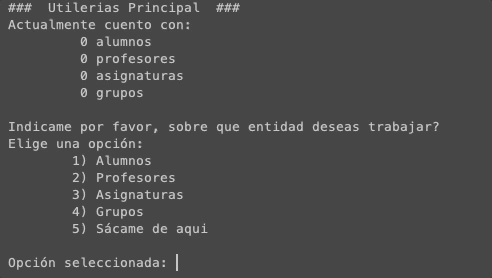 ###  Utilerias Principal  ###
Actualmente cuento con:
0 alumnos
0 profesores
0 asignaturas
0 grupos
Indicame por favor, sobre que entidad deseas trabajar?
Elige una opción:
1) Alumnos
2) Profesores
3) Asignaturas
4) Grupos
5) Sácame de aqui
Opción seleccionada: